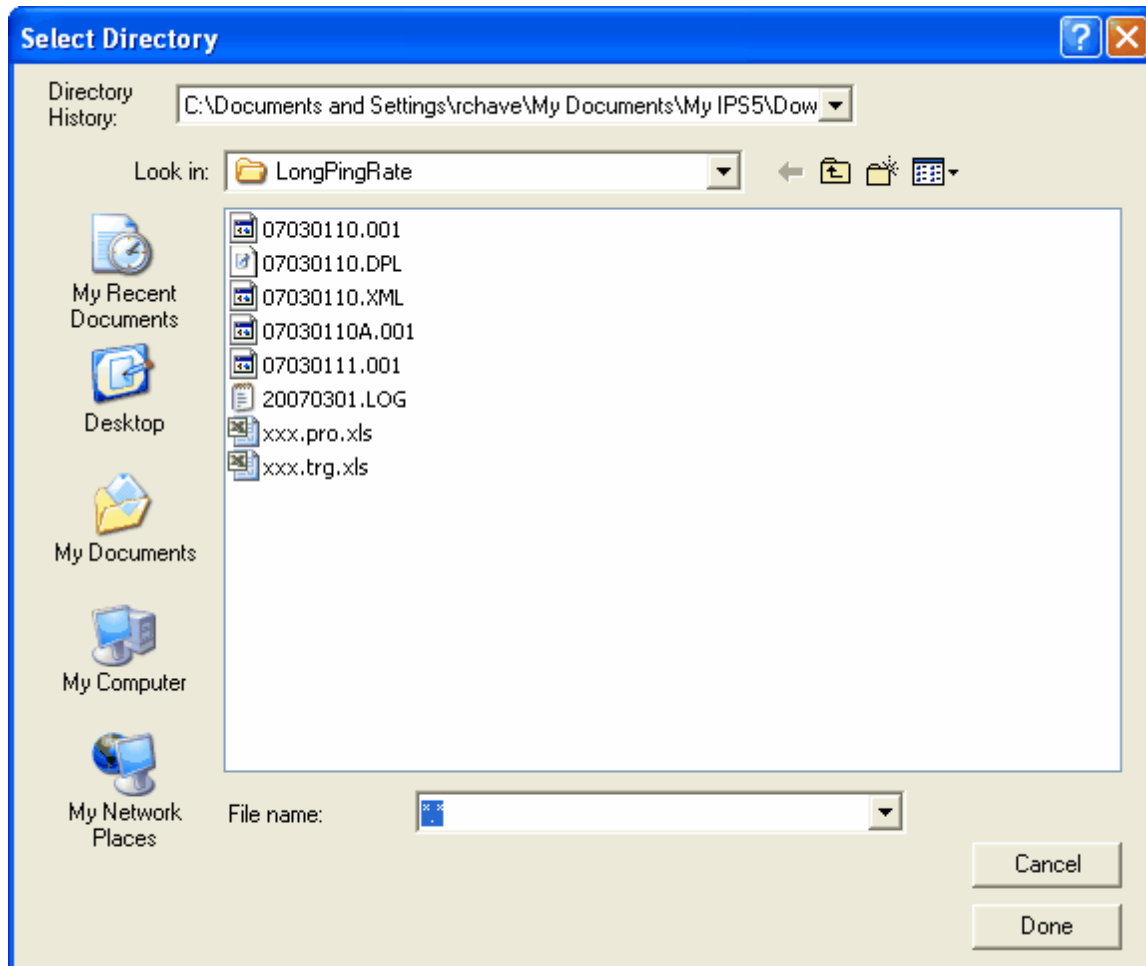 Select Directory
Directory
History:
C:\Documents and Settings\rchave\My Documents\My IPS5\Dow
Look in:
LongPingRate
My Recent
Documents
Desktop
My Documents
My Computer
My Network
Places
07030110.001
07030110.DPL
07030110.XML
07030110A.001
07030111.001
20070301.LOG
xxx.pro.xls
xxx.trg.xls
File name:
*.*
Cancel
Done